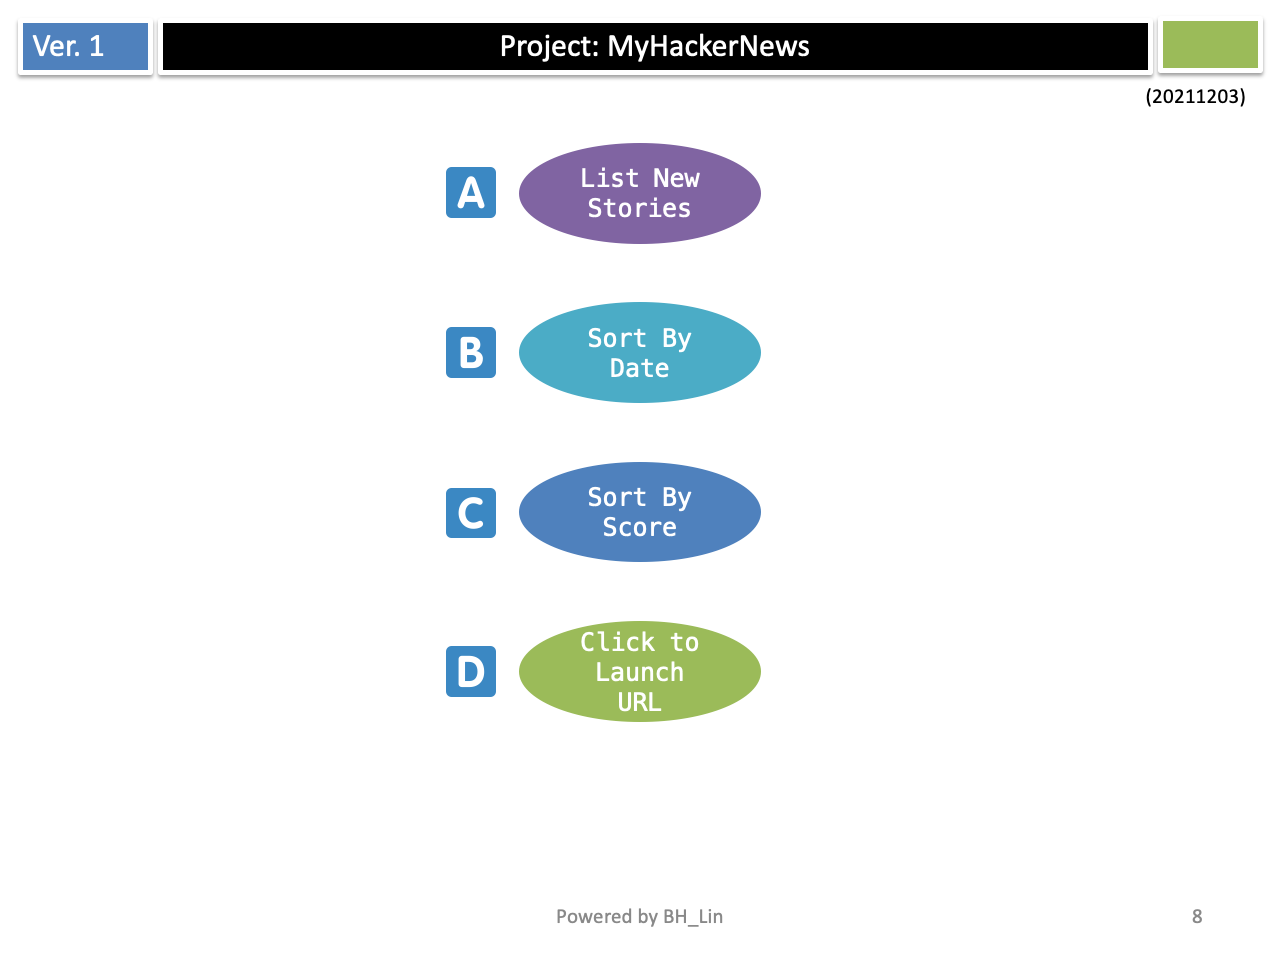 Ver. 1
Project: MyHackerNews
(20211203)
A
List New
Stories
B
Sort By
Date
C
Sort By
Score
D
Click to
Launch
URL
Powered by BH_Lin
8